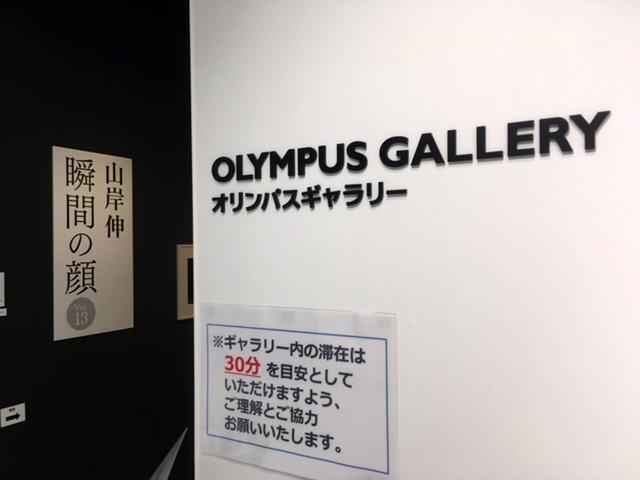 OLYMPUS GALLERY
オリンパスギャラリー
山岸伸
瞬間の顔
Vol.
13
※ギャラリー内の滞在は
30分 を目安として
いただけますよう、
ご理解とご協力
お願いいたします。